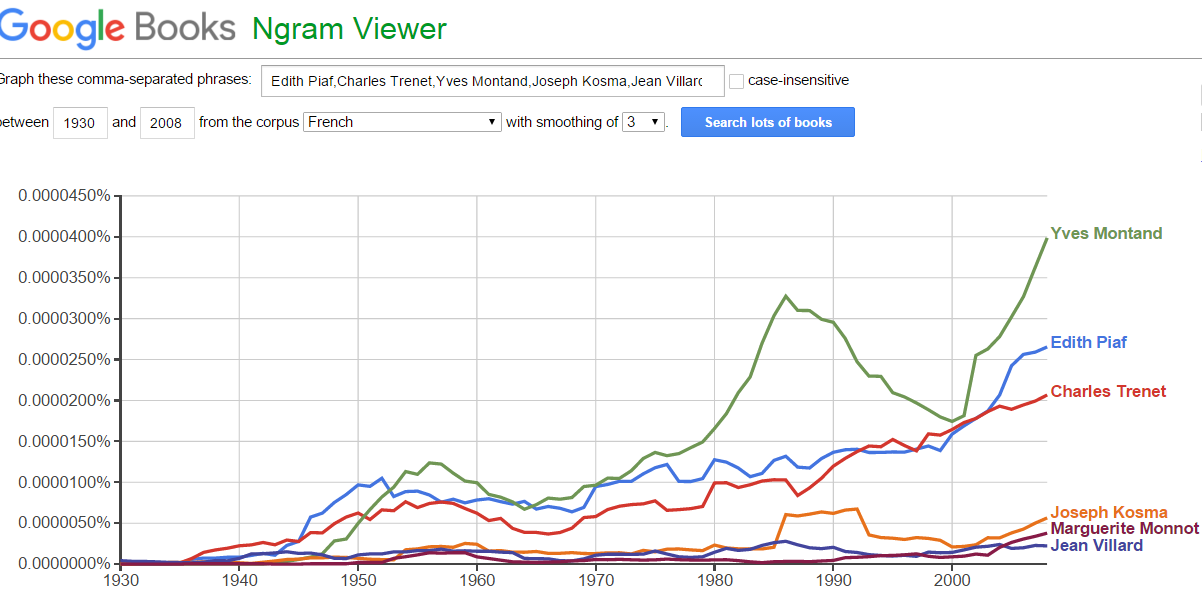 Google Books Ngram Viewer
Graph these comma-separated phrases: Edith Piaf,Charles Trenet,Yves Montand,Joseph Kosma,Jean Villard case-insensitive
between 1930 and 2008 from the corpus French with smoothing of 3 . Search lots of books
0.0000450%
0.0000400%
Yves Montand
0.0000350%
0.0000300%
Edith Piaf
0.0000250%
0.0000200%
Charles Trenet
0.0000150%
0.0000100%
0.0000050%
Joseph Kosma
Marguerite Monnot
Jean Villard
0.0000000%
1930 1940 1950 1960 1970 1980 1990 2000